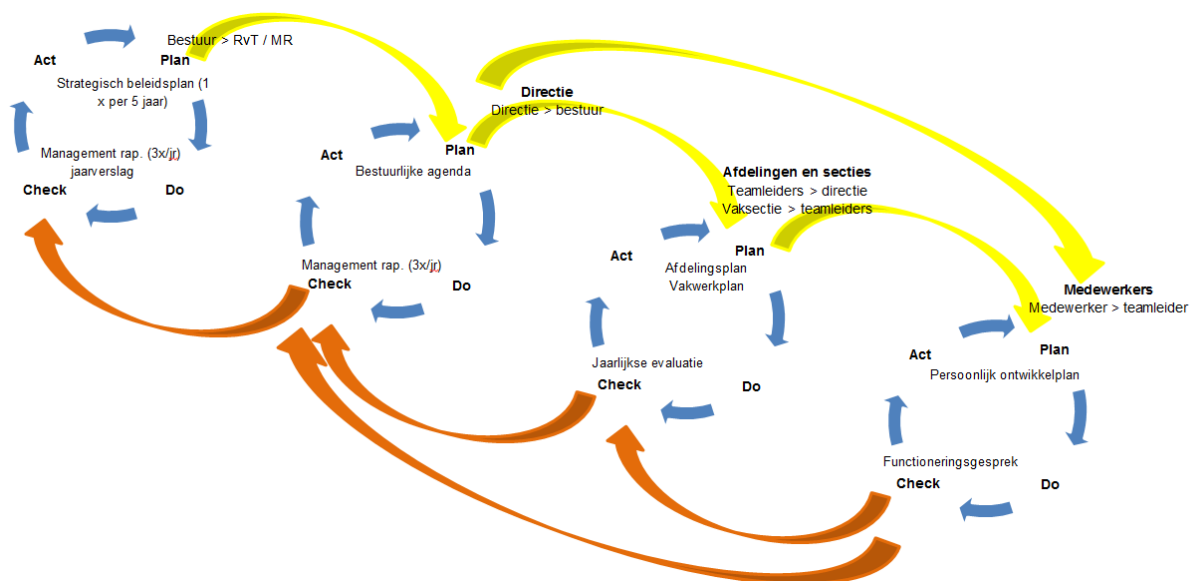 Bestuur > RvT / MR
Act
Plan
Strategisch beleidsplan (1
x per 5 jaar)
Management rap. (3x/jr)
jaarverslag
Check
Do
Directie
Directie > bestuur
Act
Plan
Bestuurlijke agenda
Management rap. (3x/jr)
Check
Do
Afdelingen en secties
Teamleiders > directie
Vaksectie > teamleiders
Act
Plan
Afdelingsplan
Vakwerkplan
Jaarlijkse evaluatie
Check
Do
Medewerkers
Medewerker > teamleider
Act
Plan
Persoonlijk ontwikkelplan
Functioneringsgesprek
Check
Do